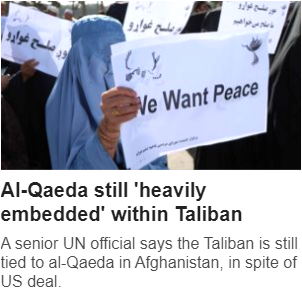 We Want Peace
Al-Qaeda still 'heavily
embedded' within Taliban
A senior UN official says the Taliban is still
tied to al-Qaeda in Afghanistan, in spite of
US deal.